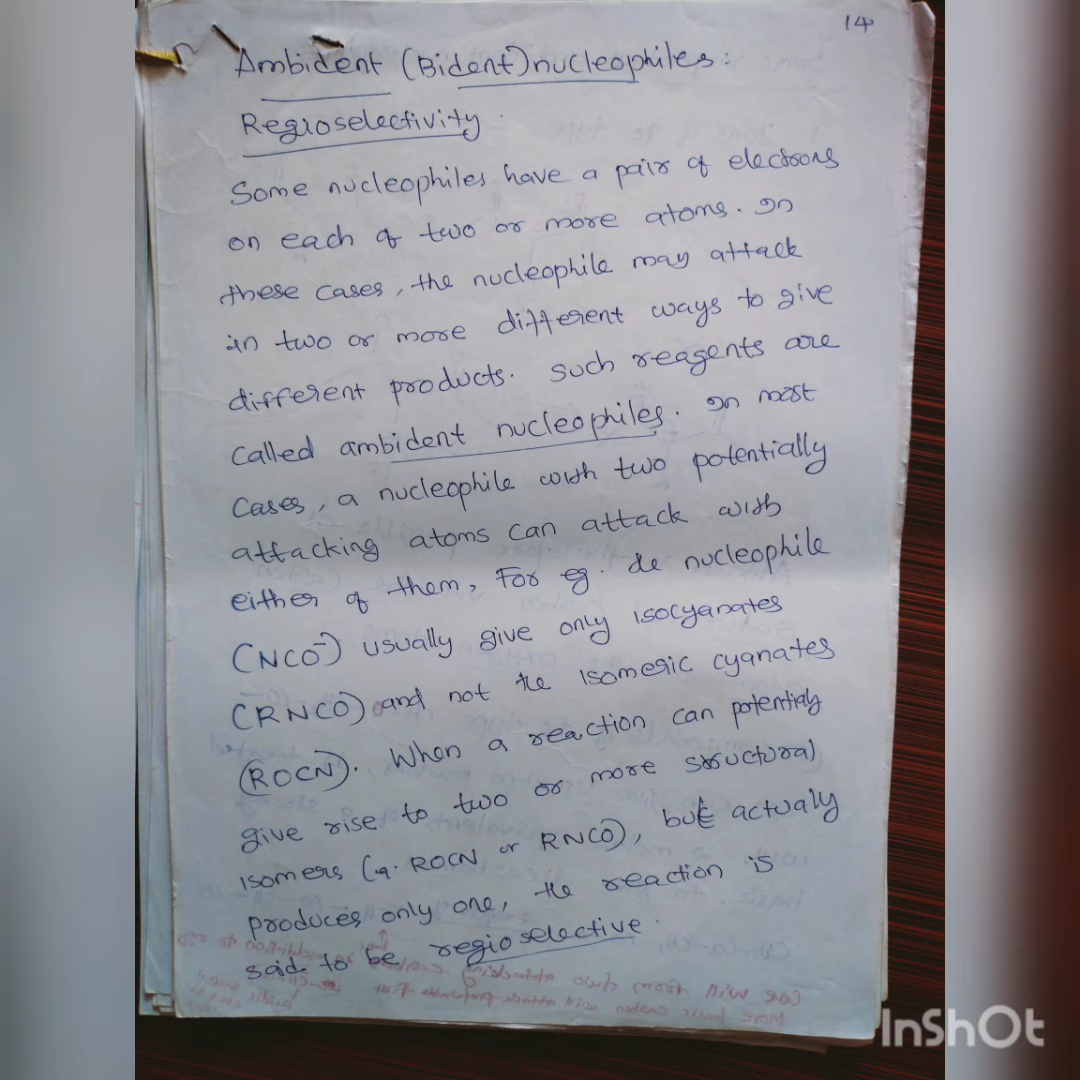 14
Ambident (Bident) nucleophiles:
Regioselectivity
Some nucleophiles have a pair of electrons
on each of two or more atoms. In
these cases, the nucleophile may attack
in two or more different ways to give
different products. Such reagents are
called ambident nucleophiles. In most
Cases, a nucleophile with two potentially
attacking atoms can attack with
either of them, For eg. de nucleophile
(NCO⁻) usually give only isocyanates
(RNCO) and not the isomeric cyanates
(ROCN). When a reaction can potentialy
give rise to two or more structural
isomers (eg. ROCN or RNCO), but actualy
produces only one, the reaction is
said to be regioselective.
InShOt